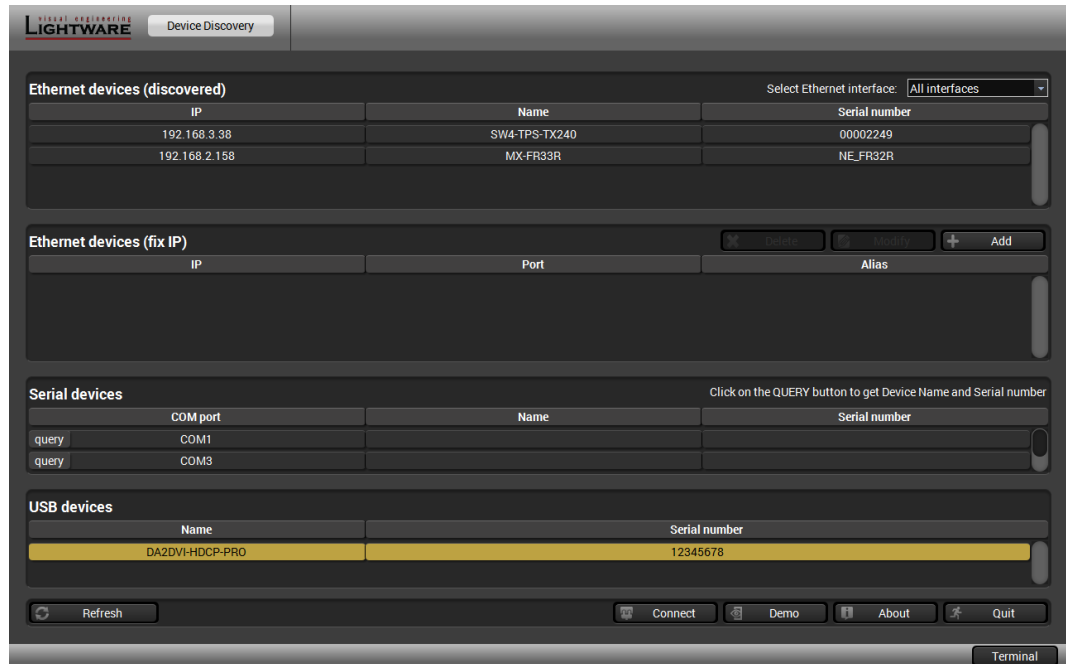 visual engineering
LIGHTWARE
Device Discovery
Ethernet devices (discovered) Select Ethernet interface: All interfaces
IP Name Serial number
192.168.3.38 SW4-TPS-TX240 00002249
192.168.2.158 MX-FR33R NE_FR32R
Ethernet devices (fix IP) Delete Modify Add
IP Port Alias
Serial devices Click on the QUERY button to get Device Name and Serial number
COM port Name Serial number
query COM1
query COM3
USB devices
Name Serial number
DA2DVI-HDCP-PRO 12345678
Refresh Connect Demo About Quit
Terminal